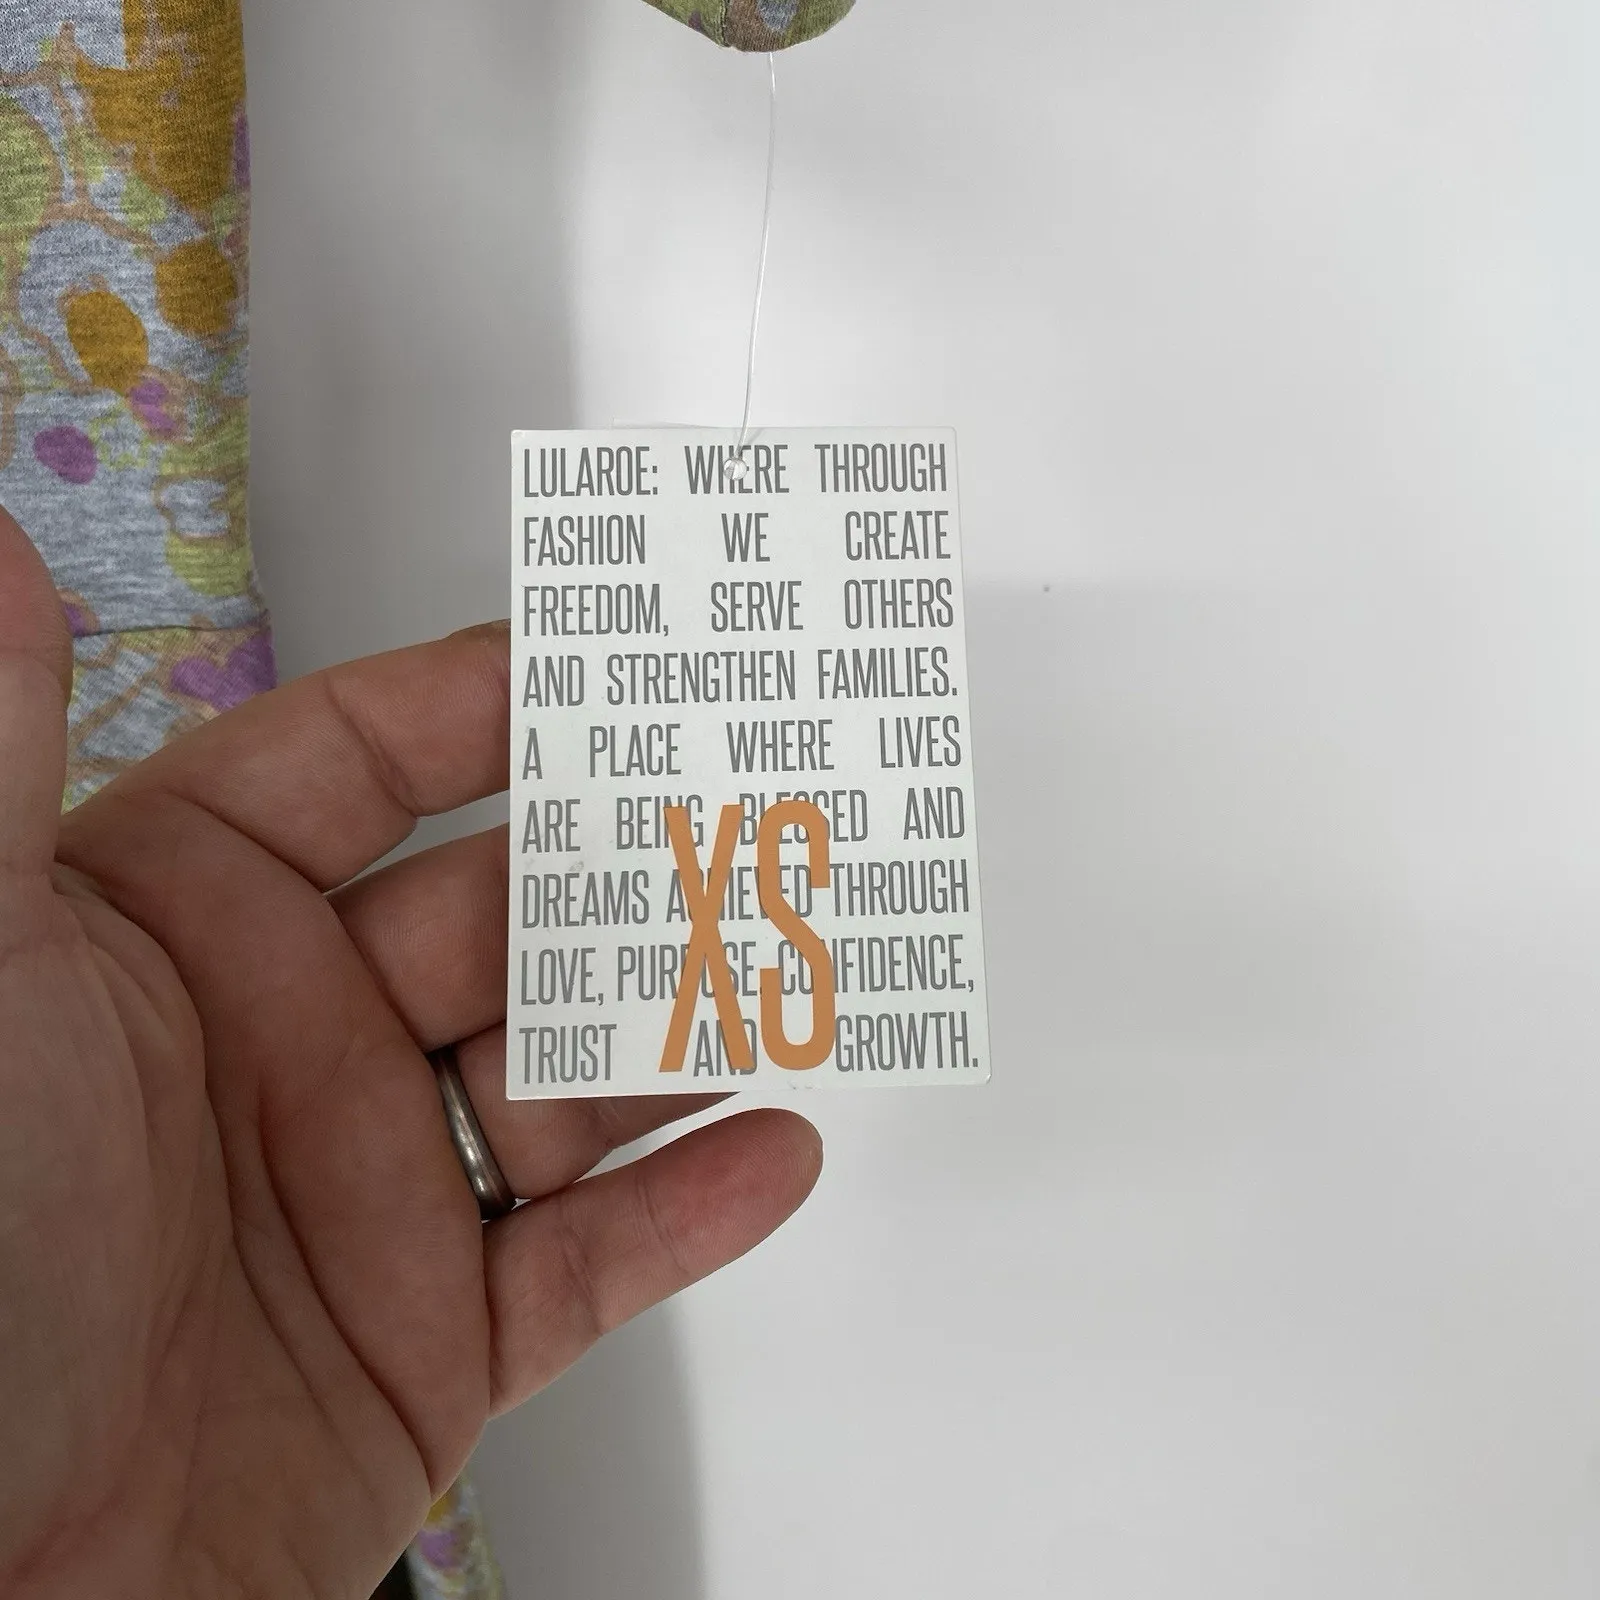 LULAROE: WHERE THROUGH
FASHION WE CREATE
FREEDOM, SERVE OTHERS
AND STRENGTHEN FAMILIES.
A PLACE WHERE LIVES
ARE BEING BLESSED AND
DREAMS ACHIEVED THROUGH
LOVE, PURPOSE, CONFIDENCE,
TRUST AND GROWTH.
XS